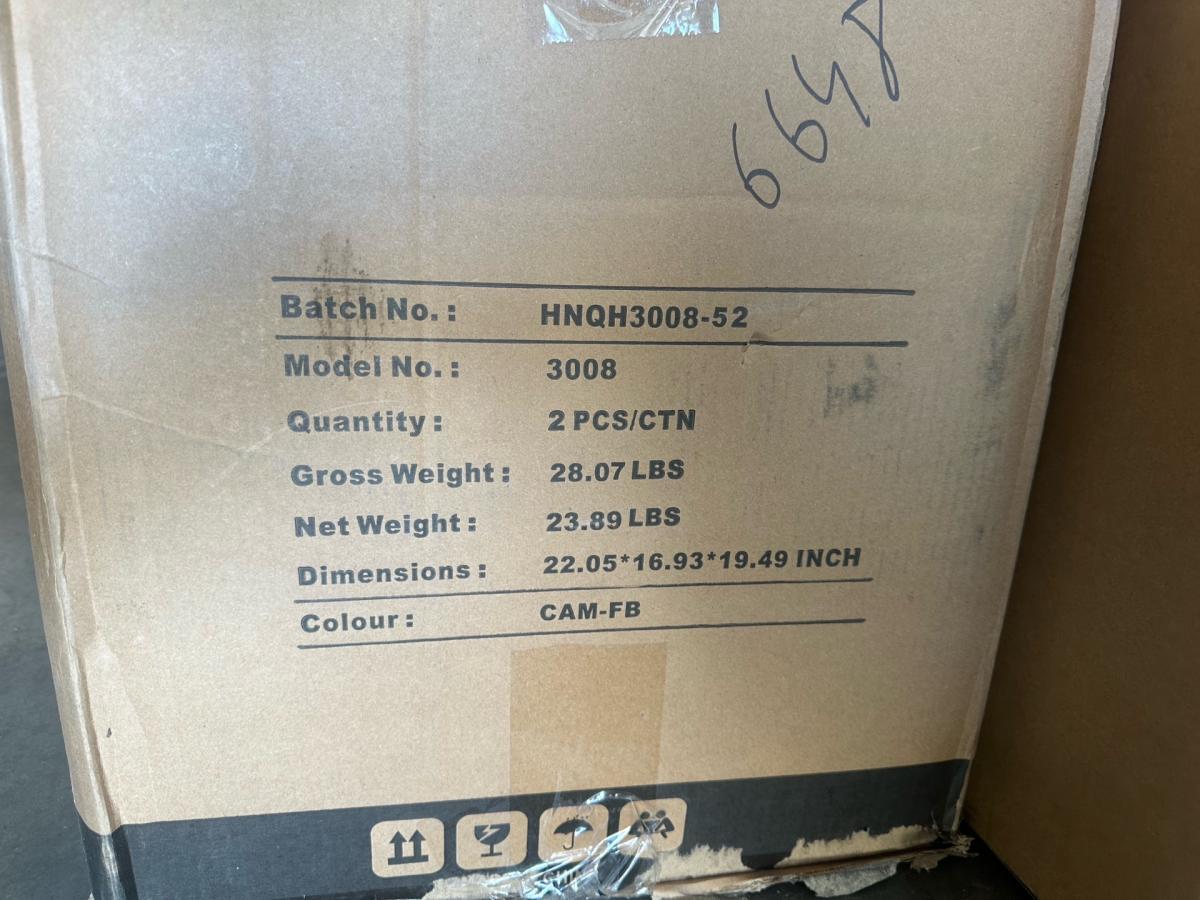 Batch No. : HNQH3008-52
Model No. : 3008
Quantity : 2 PCS/CTN
Gross Weight : 28.07 LBS
Net Weight : 23.89 LBS
Dimensions : 22.05*16.93*19.49 INCH
Colour : CAM-FB